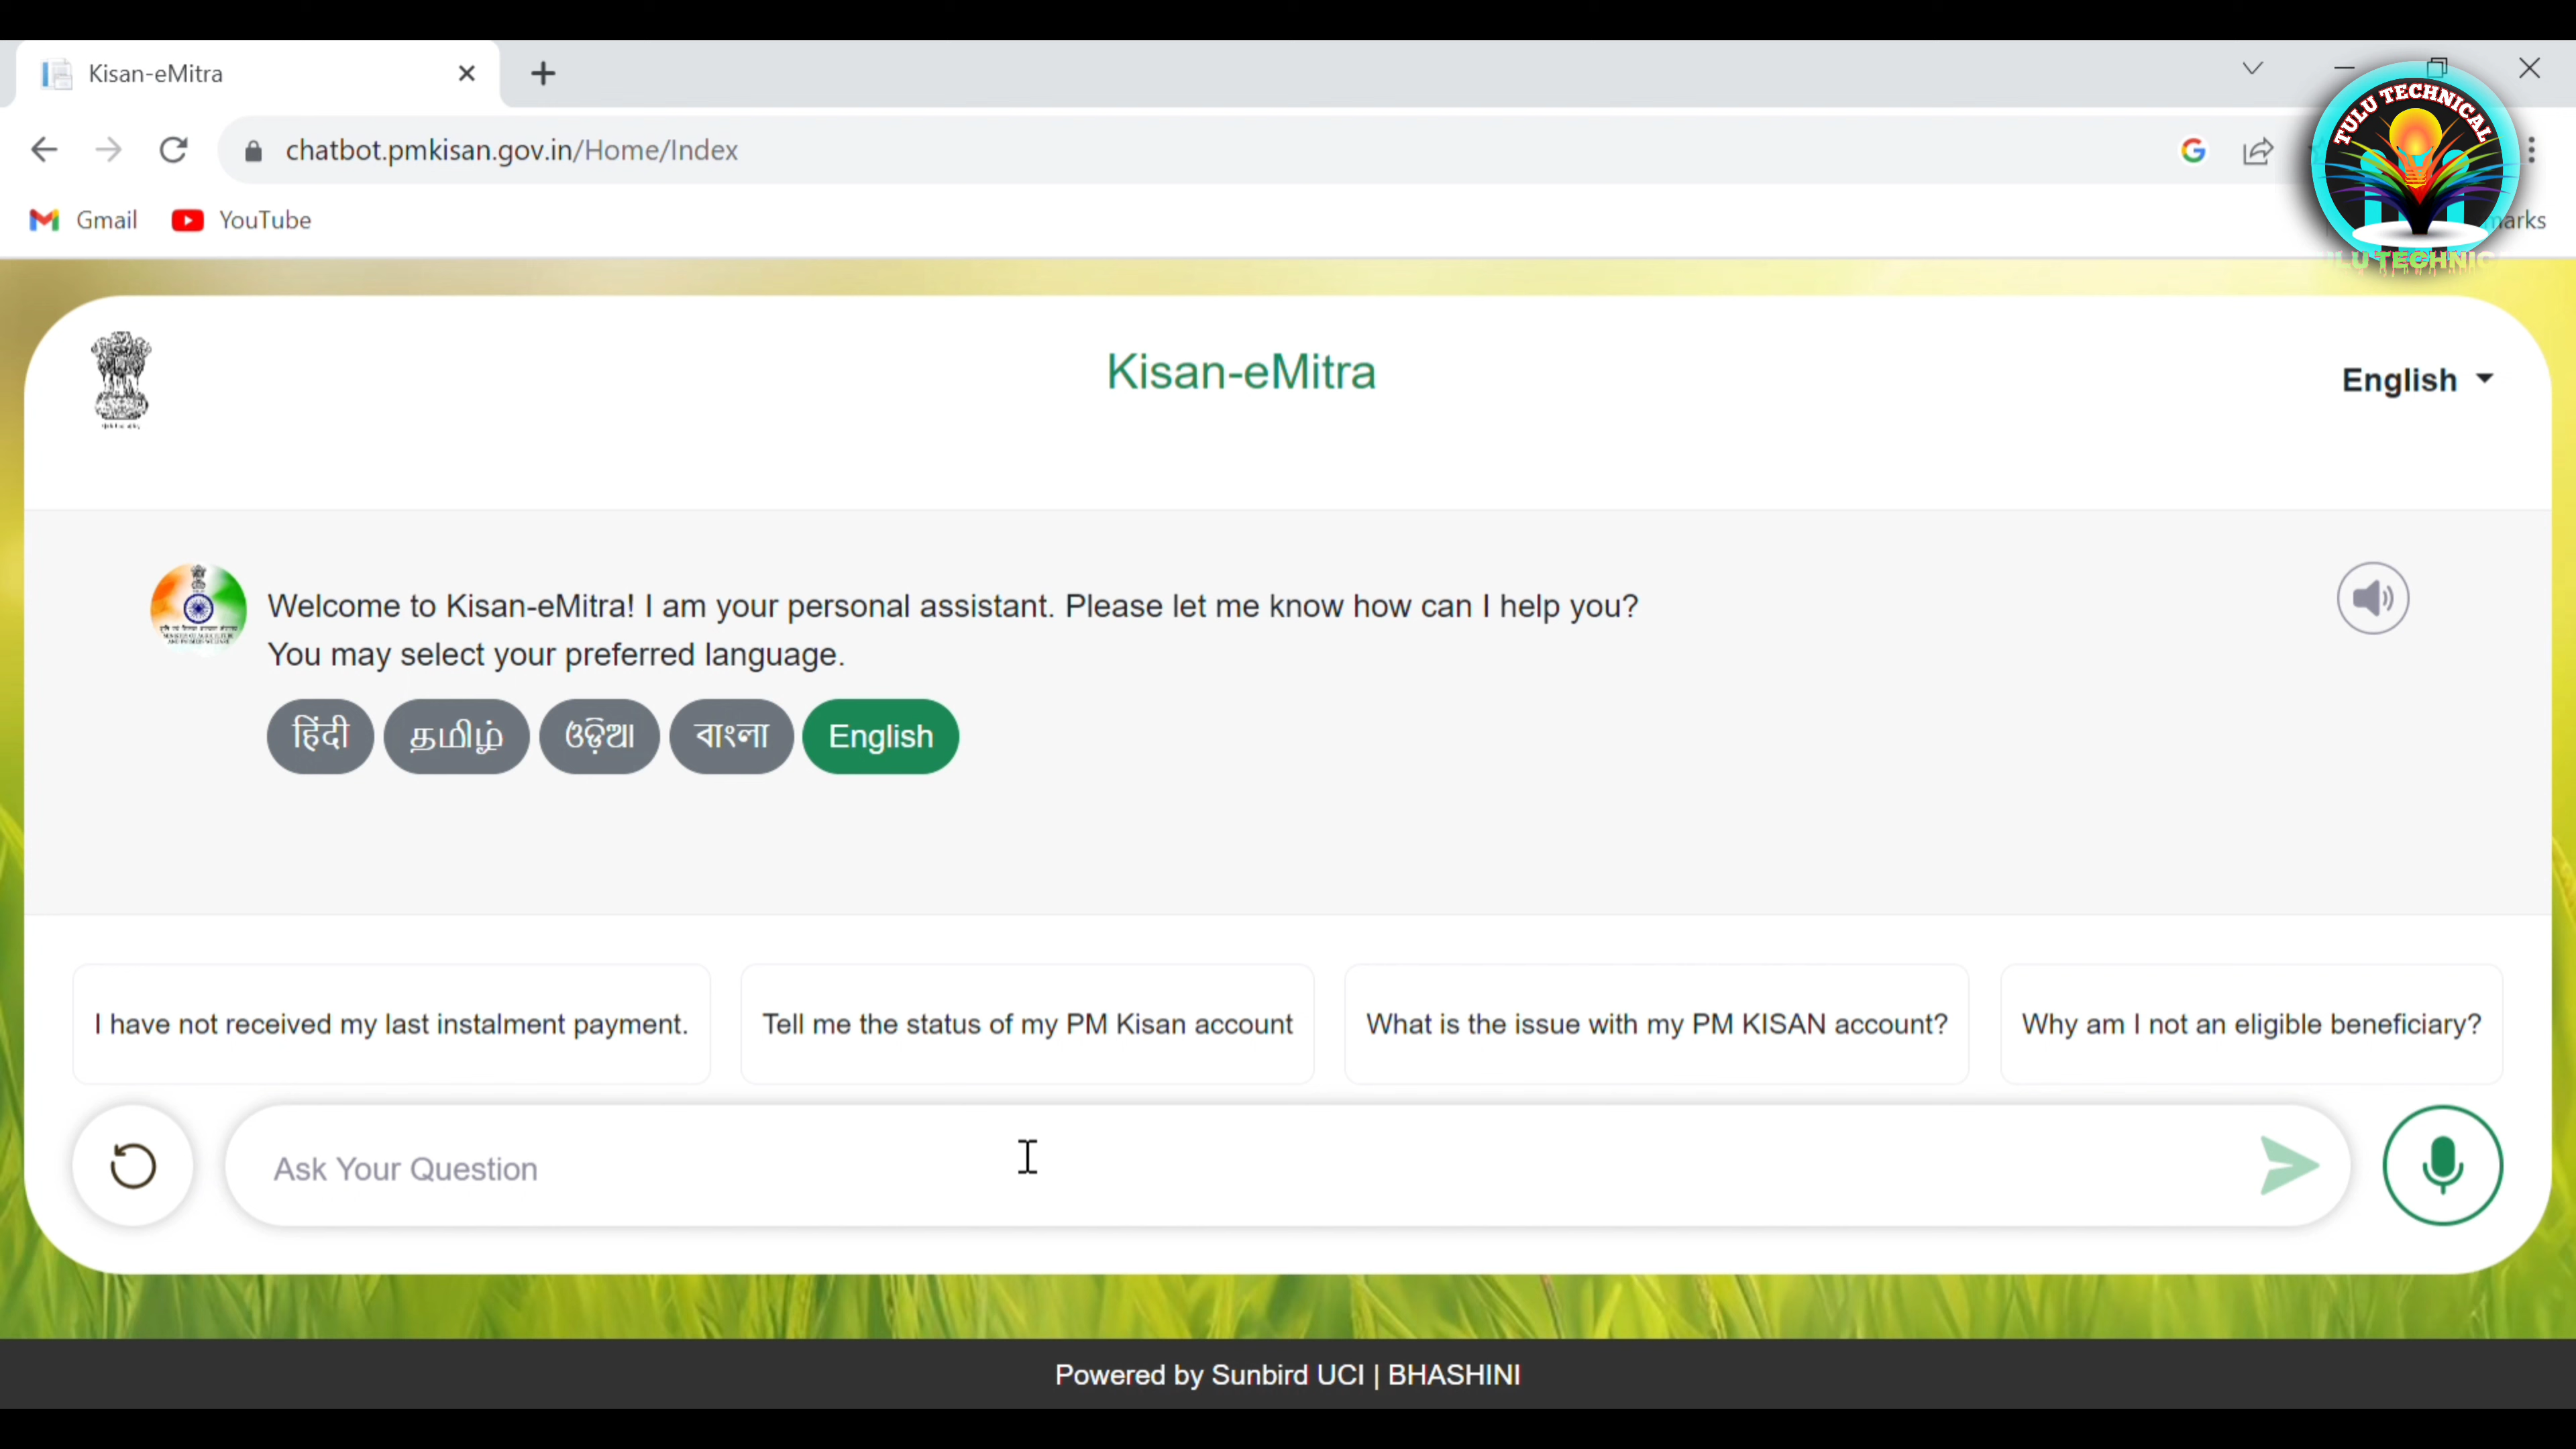 Kisan-eMitra
chatbot.pmkisan.gov.in/Home/Index
Gmail YouTube
marks
TULU TECHNICAL
LU TECHNIC
Kisan-eMitra
English
Welcome to Kisan-eMitra! I am your personal assistant. Please let me know how can I help you?
You may select your preferred language.
हिंदी தமிழ் ଓଡ଼ିଆ বাংলা English
I have not received my last instalment payment. Tell me the status of my PM Kisan account What is the issue with my PM KISAN account? Why am I not an eligible beneficiary?
Ask Your Question
Powered by Sunbird UCI | BHASHINI